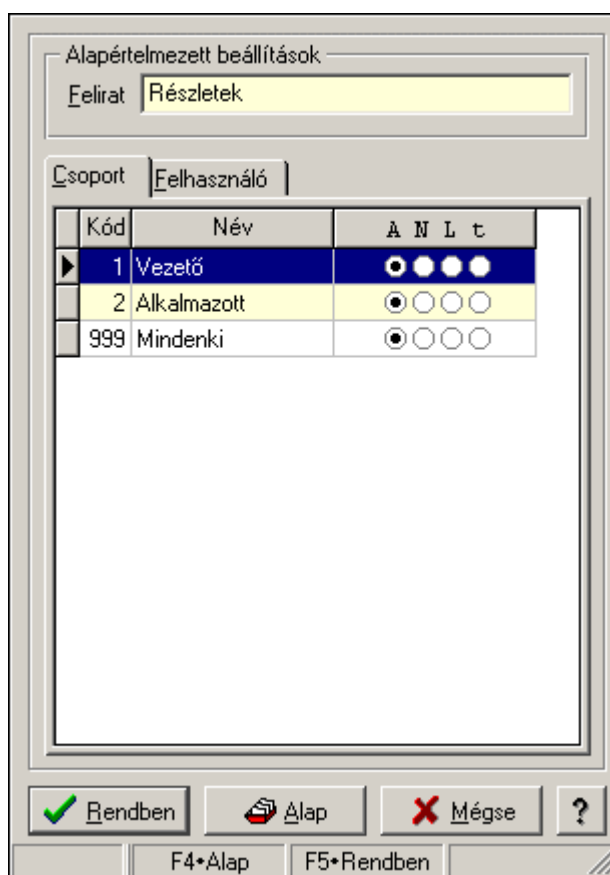 Alapértelmezett beállítások
Felirat Részletek
Csoport Felhasználó
Kód Név A N L t
1 Vezető
2 Alkalmazott
999 Mindenki
Rendben Alap Mégse ?
F4•Alap F5•Rendben